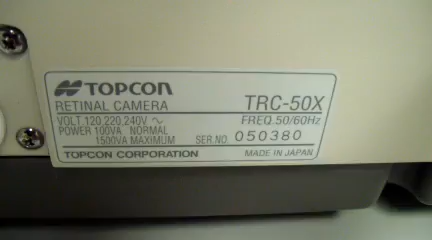 TOPCON
RETINAL CAMERA TRC-50X
VOLT 120,220,240V ~ FREQ.50/60Hz
POWER 100VA NORMAL
1500VA MAXIMUM SER.NO. 050380
TOPCON CORPORATION MADE IN JAPAN